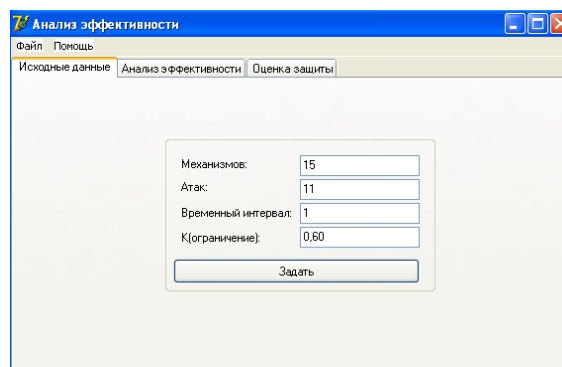 Анализ эффективности
Файл Помощь
Исходные данные Анализ эффективности Оценка защиты
Механизмов: 15
Атак: 11
Временный интервал: 1
К(ограничение): 0,60
Задать